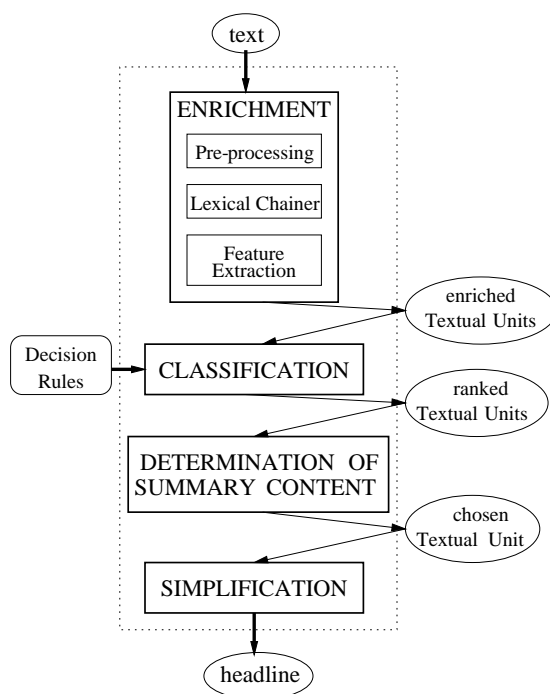 text
ENRICHMENT
Pre-processing
Lexical Chainer
Feature
Extraction
enriched
Textual Units
Decision
Rules
CLASSIFICATION
ranked
Textual Units
DETERMINATION OF
SUMMARY CONTENT
chosen
Textual Unit
SIMPLIFICATION
headline